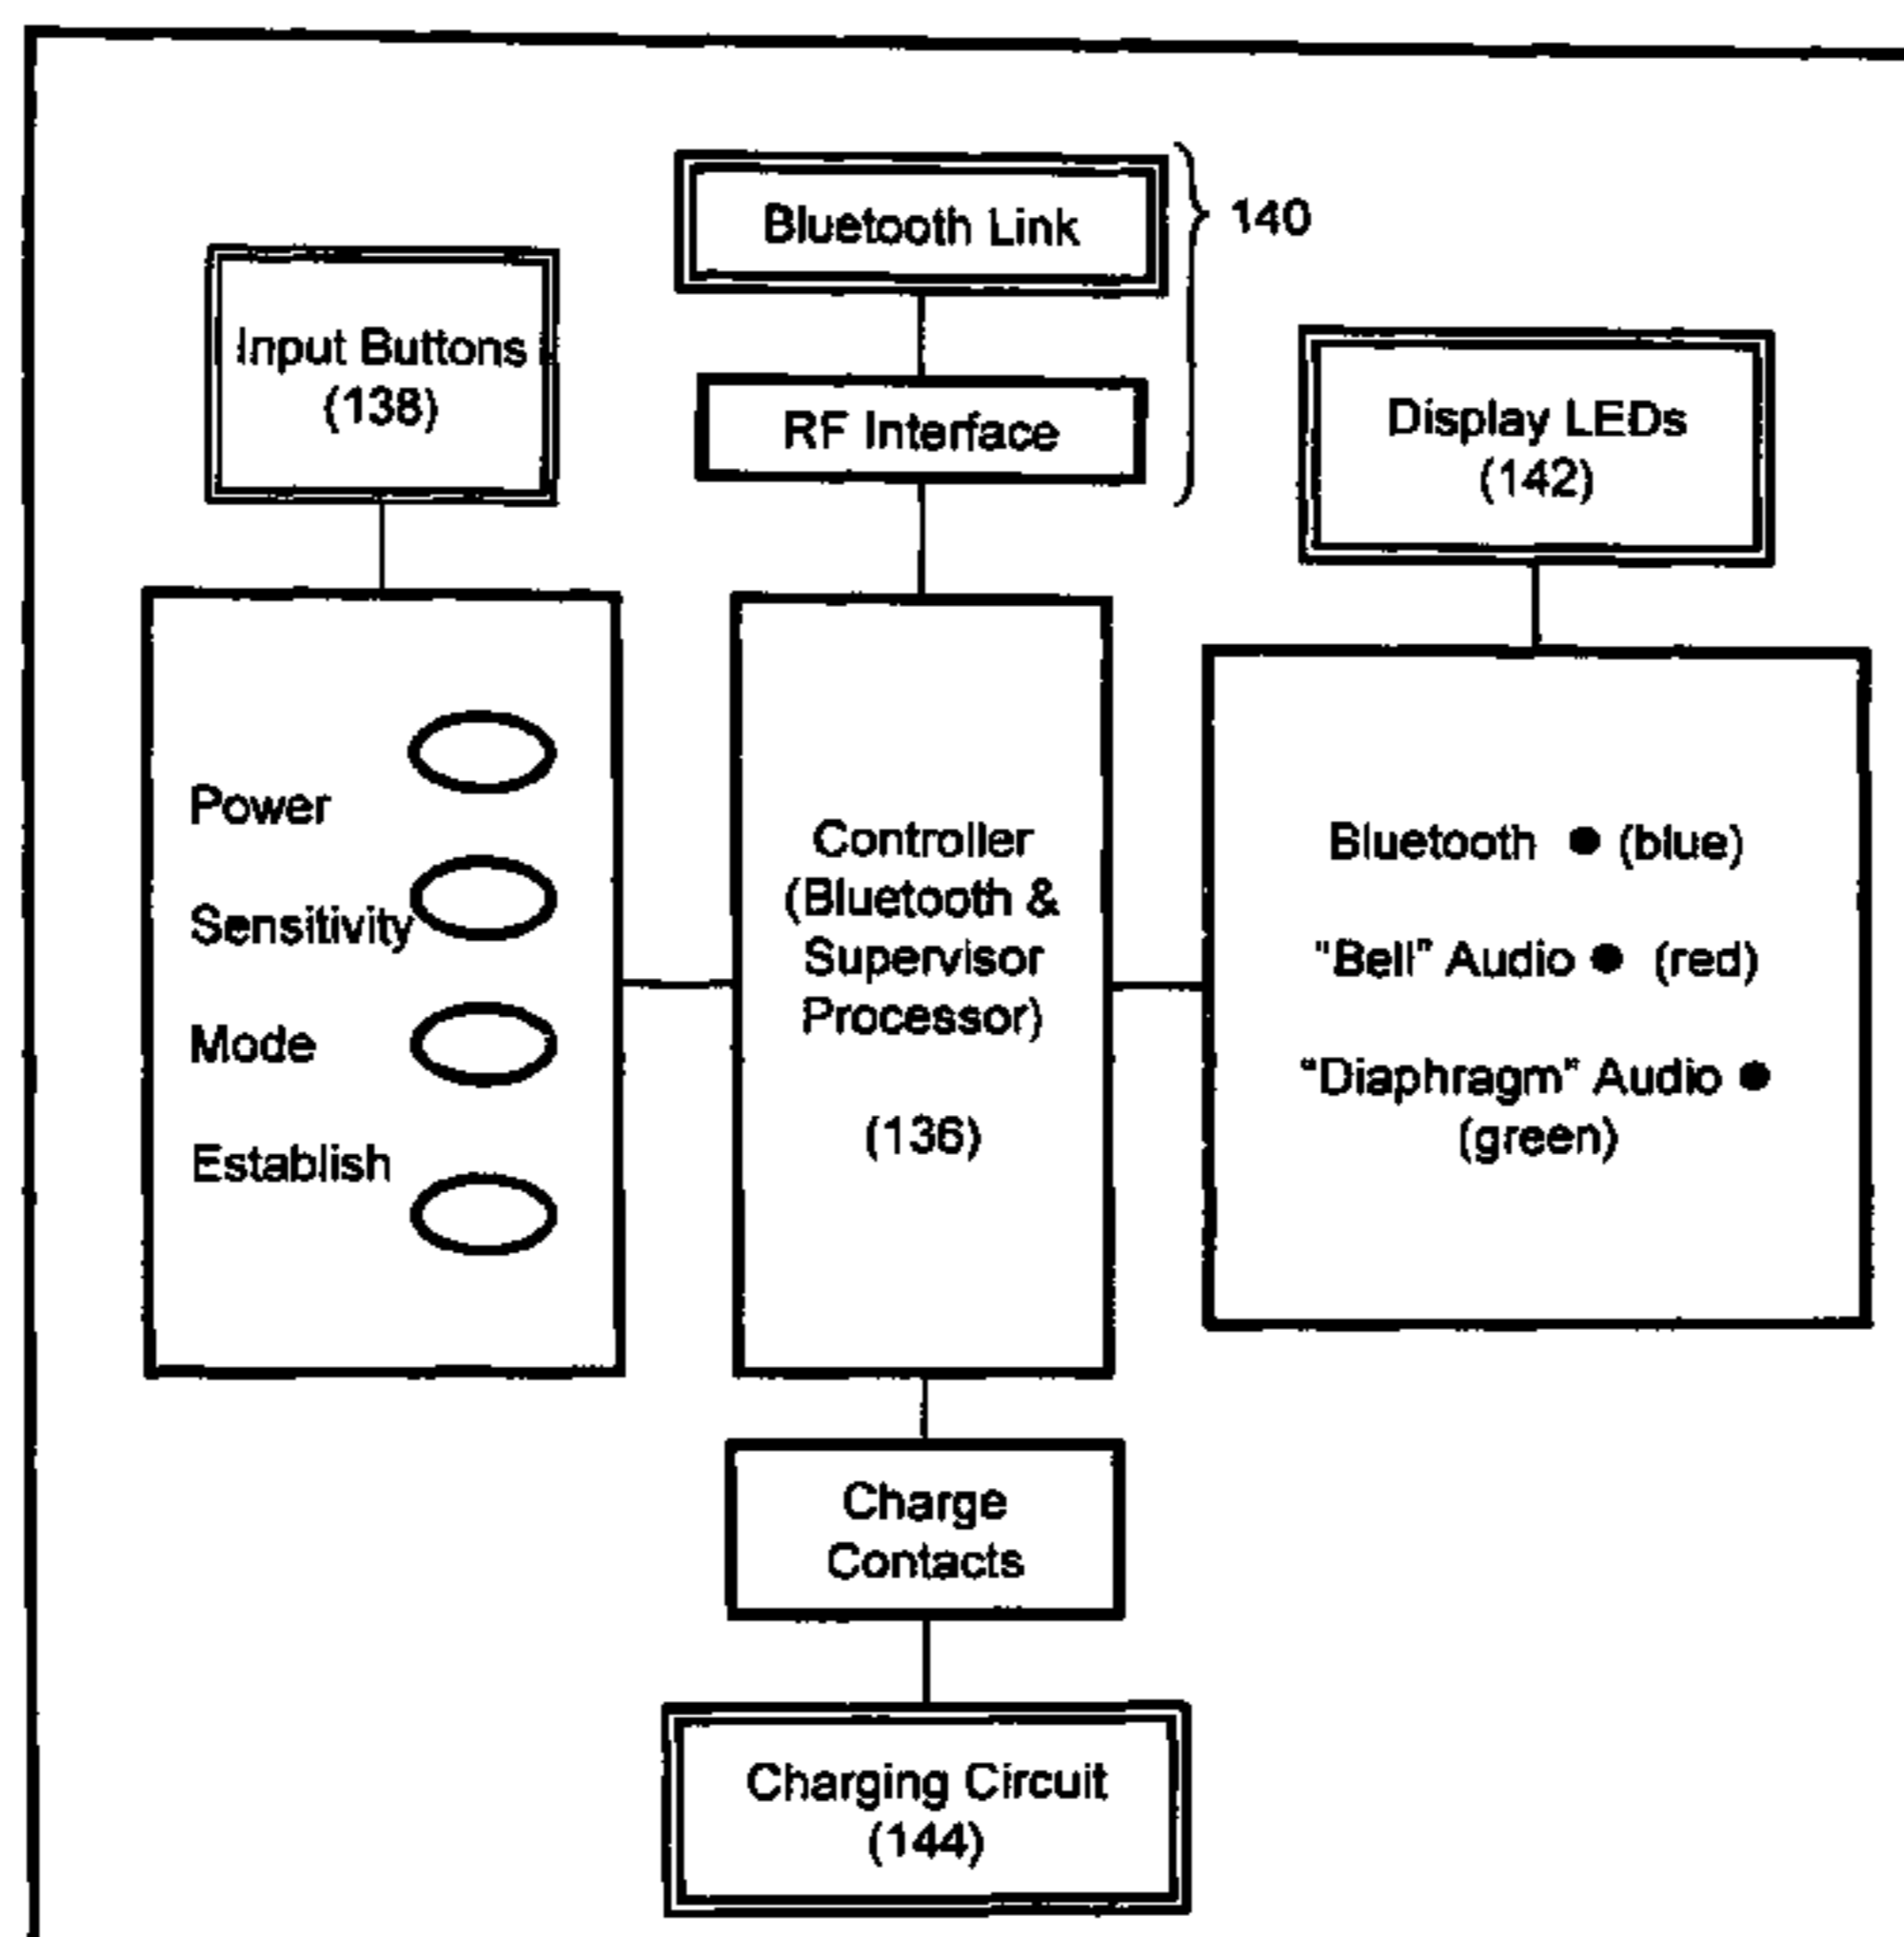 Bluetooth Link
140
Input Buttons
(138)
RF Interface
Display LEDs
(142)
Power
Sensitivity
Mode
Establish
Controller
(Bluetooth &
Supervisor
Processor)
(136)
Bluetooth ● (blue)
"Bell" Audio ● (red)
"Diaphragm" Audio ●
(green)
Charge
Contacts
Charging Circuit
(144)